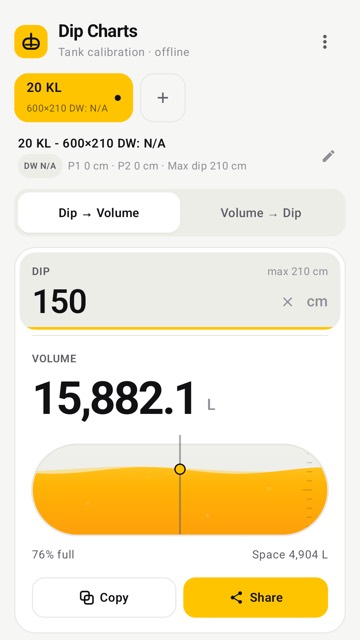 Dip Charts
Tank calibration · offline
20 KL
600×210 DW: N/A
+
20 KL - 600×210 DW: N/A
DW N/A P1 0 cm · P2 0 cm · Max dip 210 cm
Dip → Volume
Volume → Dip
DIP
max 210 cm
150
× cm
VOLUME
15,882.1 L
76% full
Space 4,904 L
Copy
Share